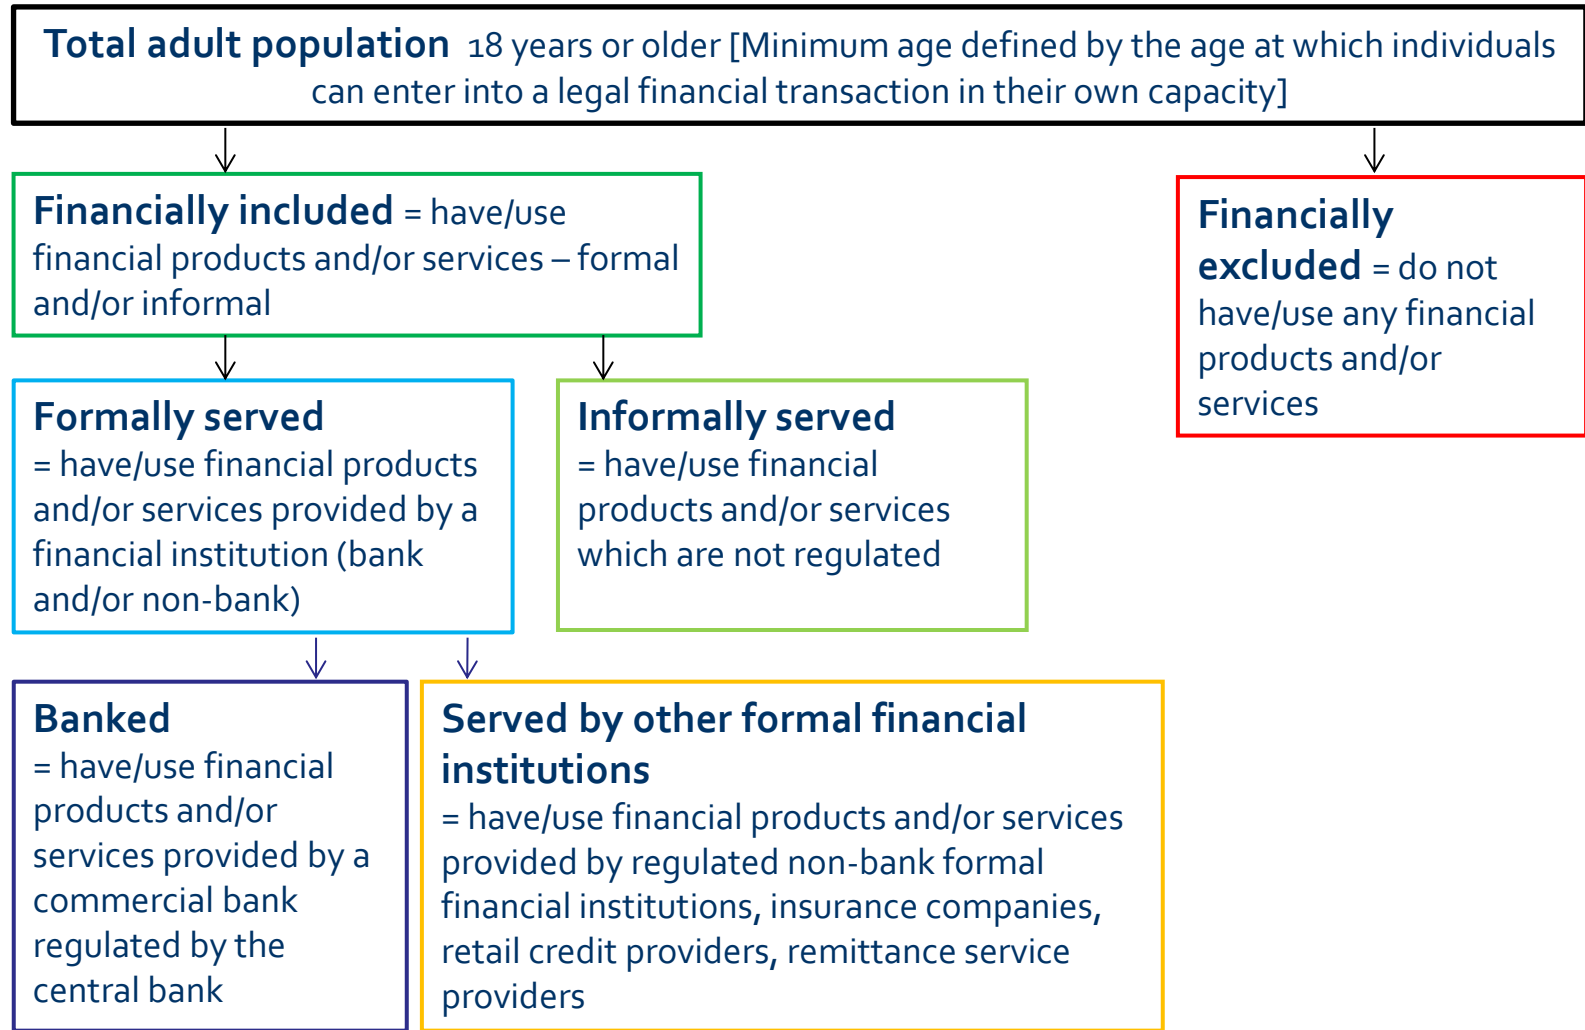 Total adult population 18 years or older [Minimum age defined by the age at which individuals
can enter into a legal financial transaction in their own capacity]
Financially included = have/use
financial products and/or services – formal
and/or informal
Financially
excluded = do not
have/use any financial
products and/or
services
Formally served
= have/use financial products
and/or services provided by a
financial institution (bank
and/or non-bank)
Informally served
= have/use financial
products and/or services
which are not regulated
Banked
= have/use financial
products and/or
services provided by a
commercial bank
regulated by the
central bank
Served by other formal financial
institutions
= have/use financial products and/or services
provided by regulated non-bank formal
financial institutions, insurance companies,
retail credit providers, remittance service
providers